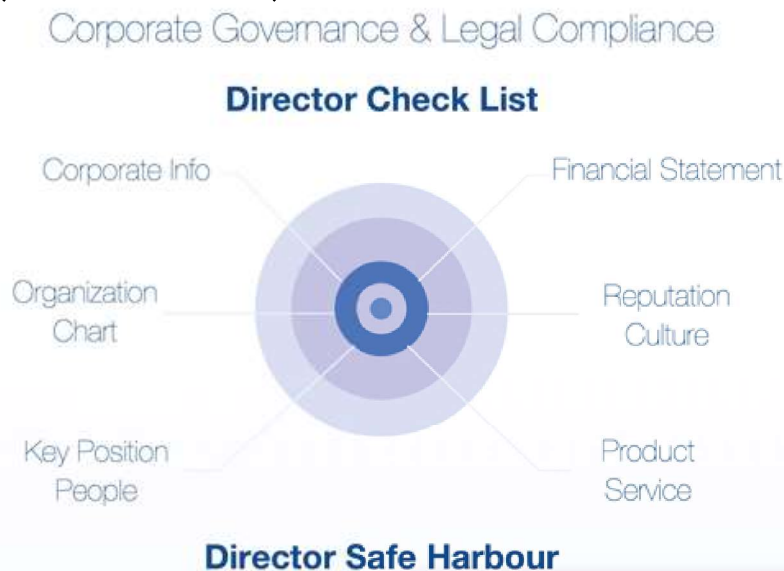 Corporate Governance & Legal Compliance
Director Check List
Corporate Info
Financial Statement
Organization
Chart
Reputation
Culture
Key Position
People
Product
Service
Director Safe Harbour